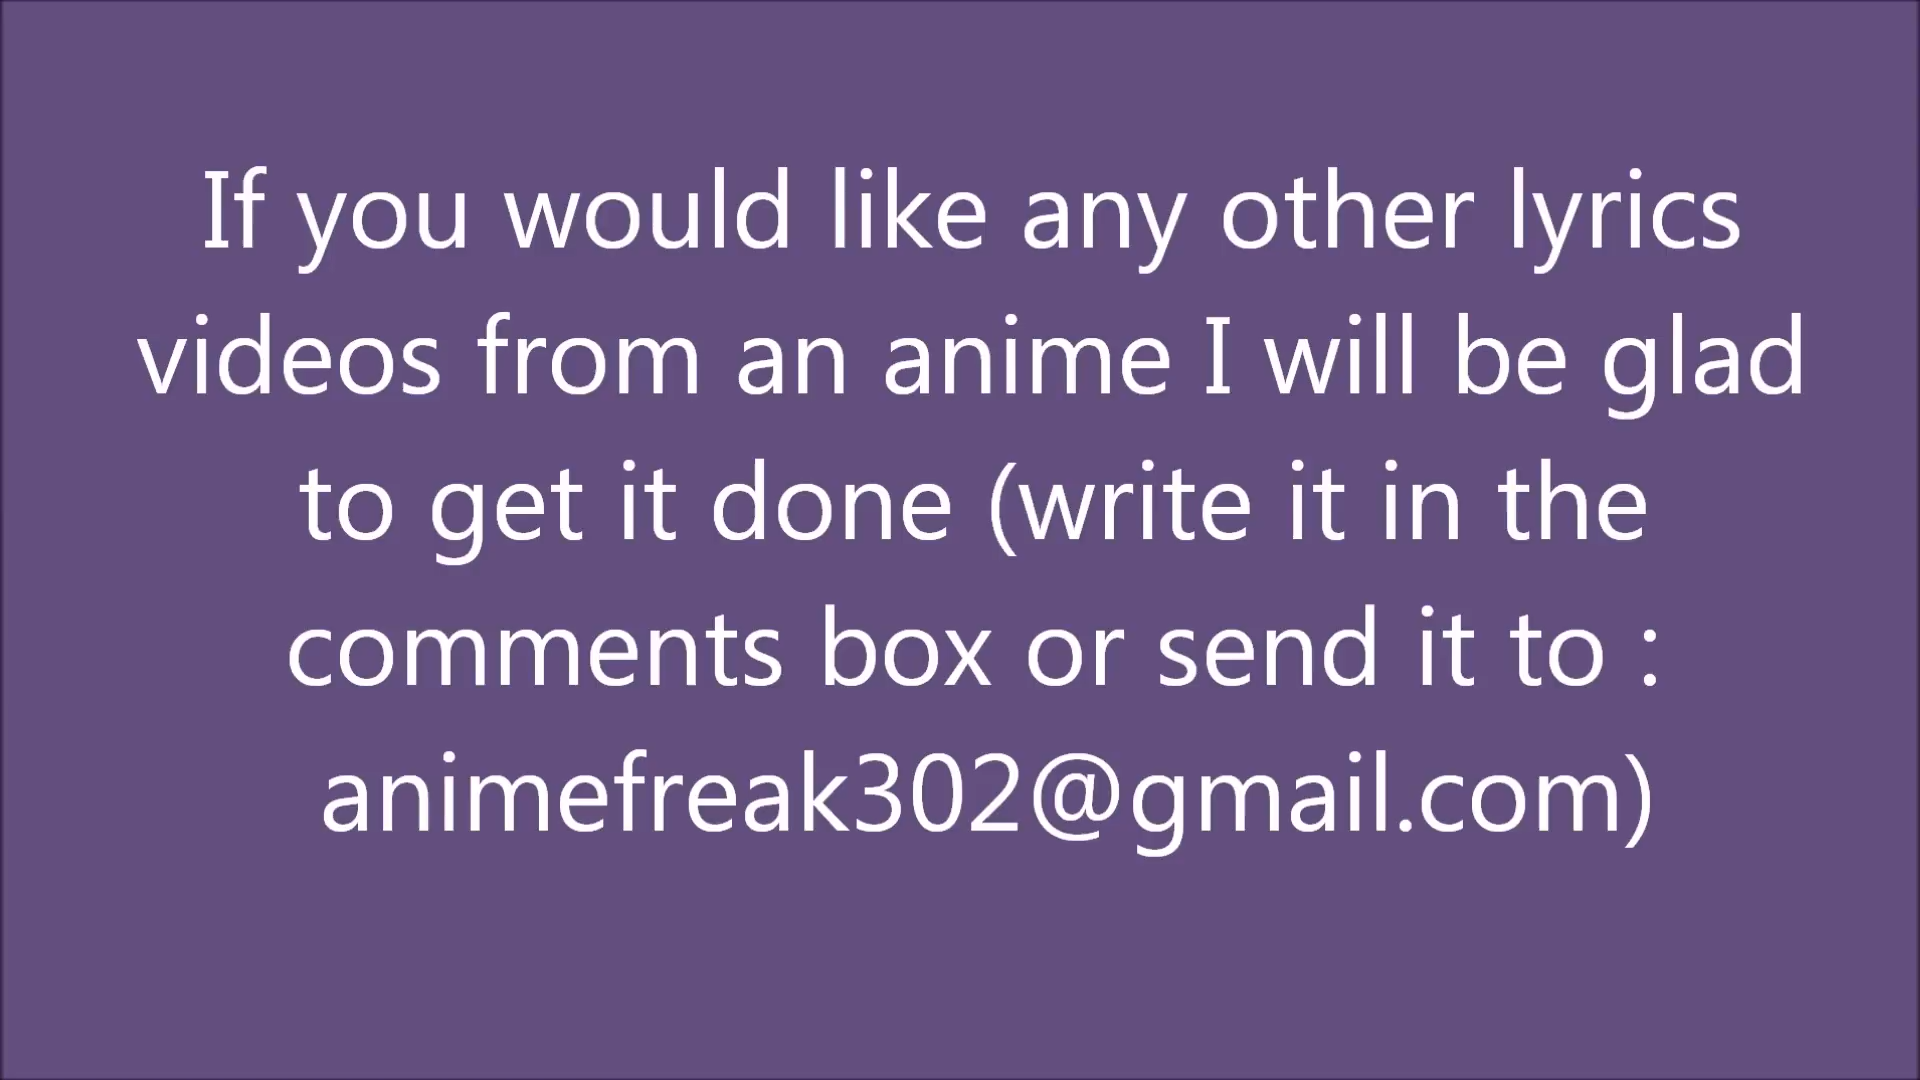 If you would like any other lyrics
videos from an anime I will be glad
to get it done (write it in the
comments box or send it to :
animefreak302@gmail.com)